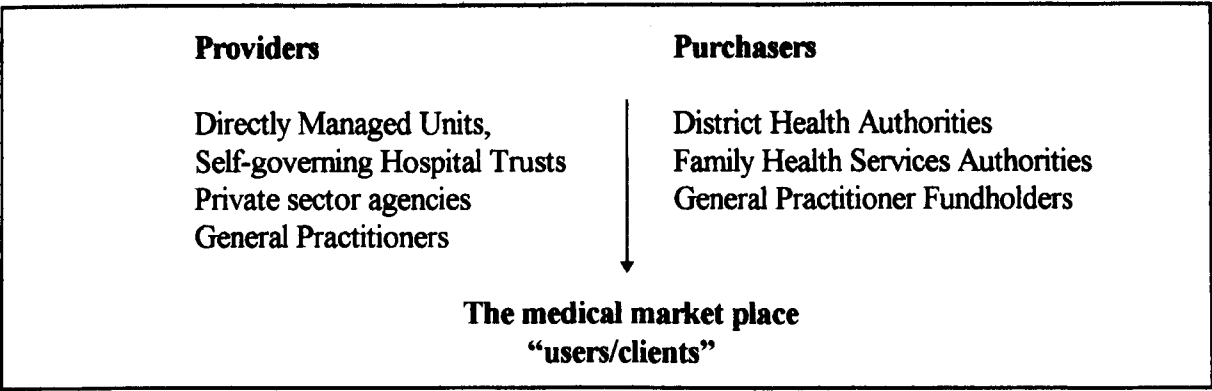 Providers
Directly Managed Units,
Self-governing Hospital Trusts
Private sector agencies
General Practitioners
Purchasers
District Health Authorities
Family Health Services Authorities
General Practitioner Fundholders
The medical market place
“users/clients”